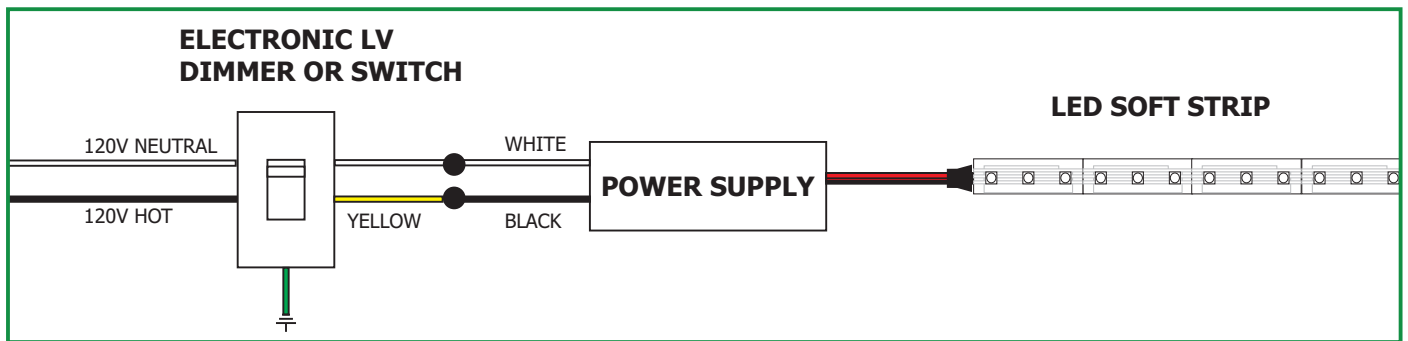 ELECTRONIC LV
DIMMER OR SWITCH
LED SOFT STRIP
120V NEUTRAL
WHITE
POWER SUPPLY
120V HOT
YELLOW
BLACK